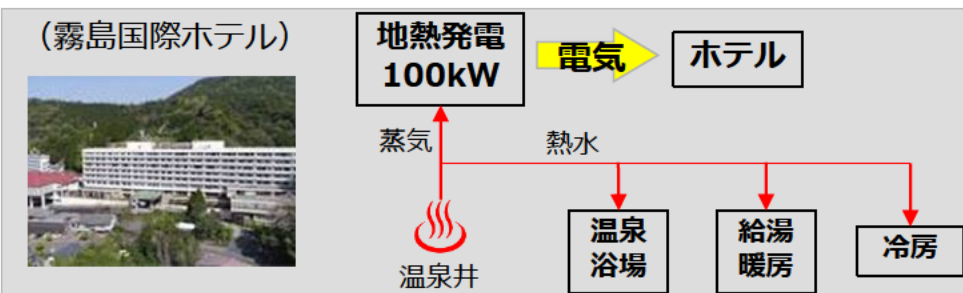 (霧島国際ホテル)
地熱発電
100kW
電気
ホテル
蒸気
熱水
温泉井
温泉
浴場
給湯
暖房
冷房